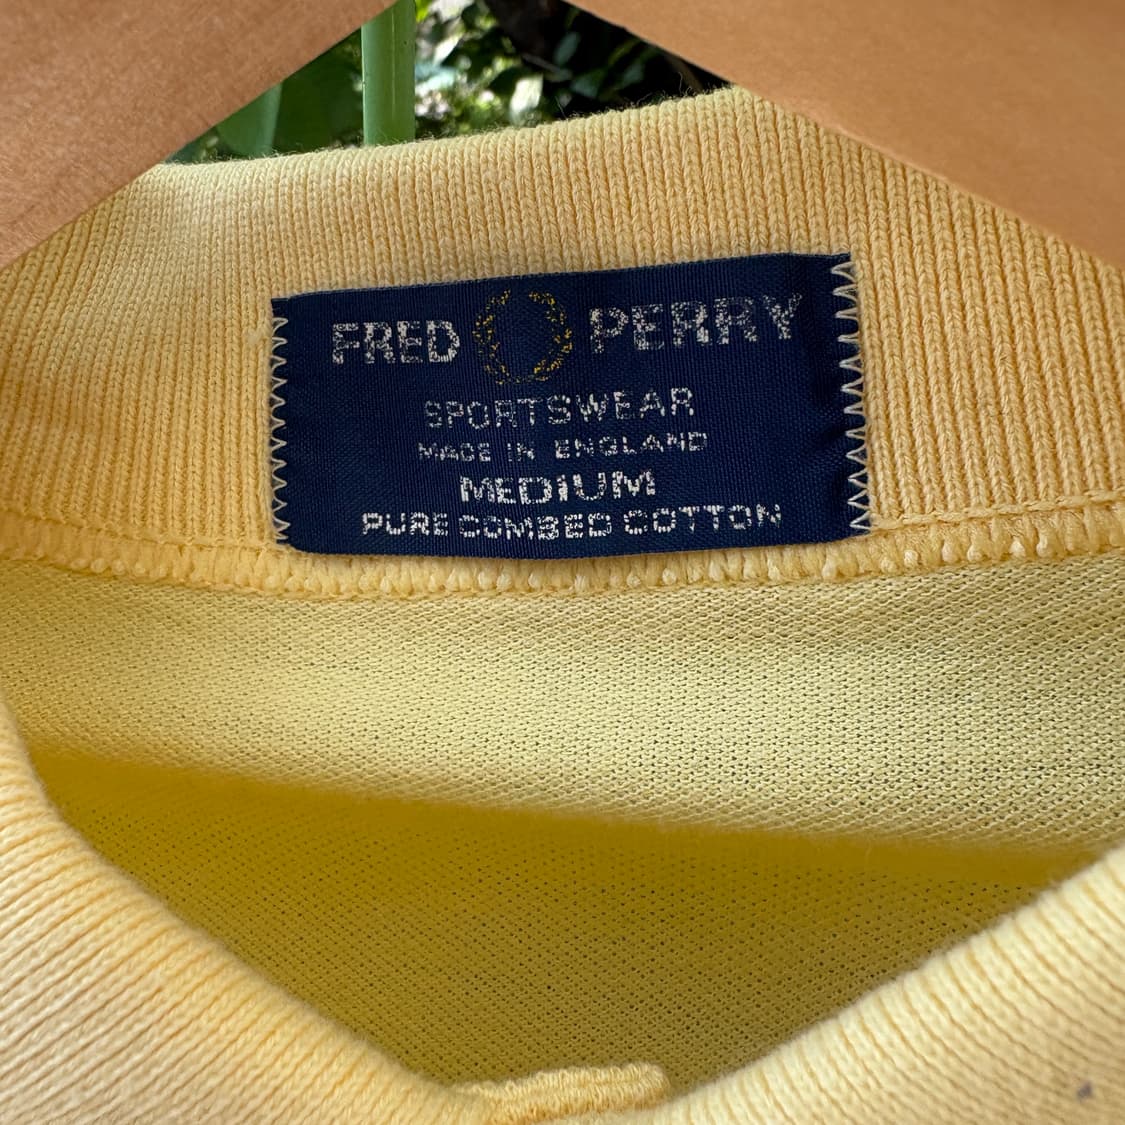 FRED PERRY
SPORTSWEAR
MADE IN ENGLAND
MEDIUM
PURE COMBED COTTON